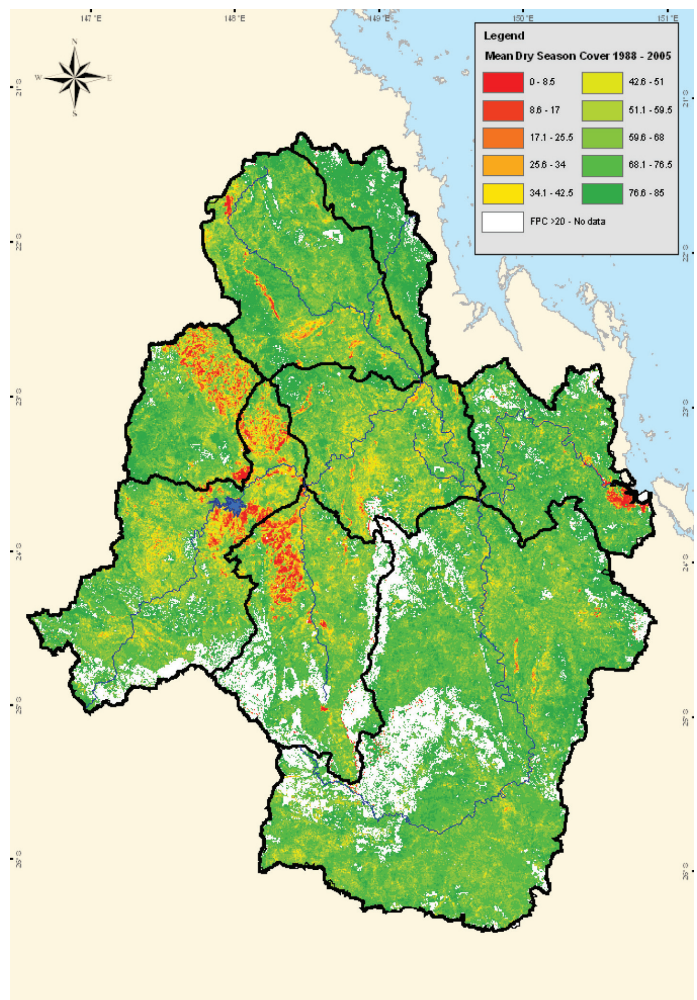 147°E 148°E 149°E 150°E 151°E
N
W E
S
Legend
Mean Dry Season Cover 1988 - 2005
0 - 8.5 42.6 - 51
8.6 - 17 51.1 - 59.5
17.1 - 25.5 59.6 - 68
25.6 - 34 68.1 - 76.5
34.1 - 42.5 76.6 - 85
FPC >20 - No data